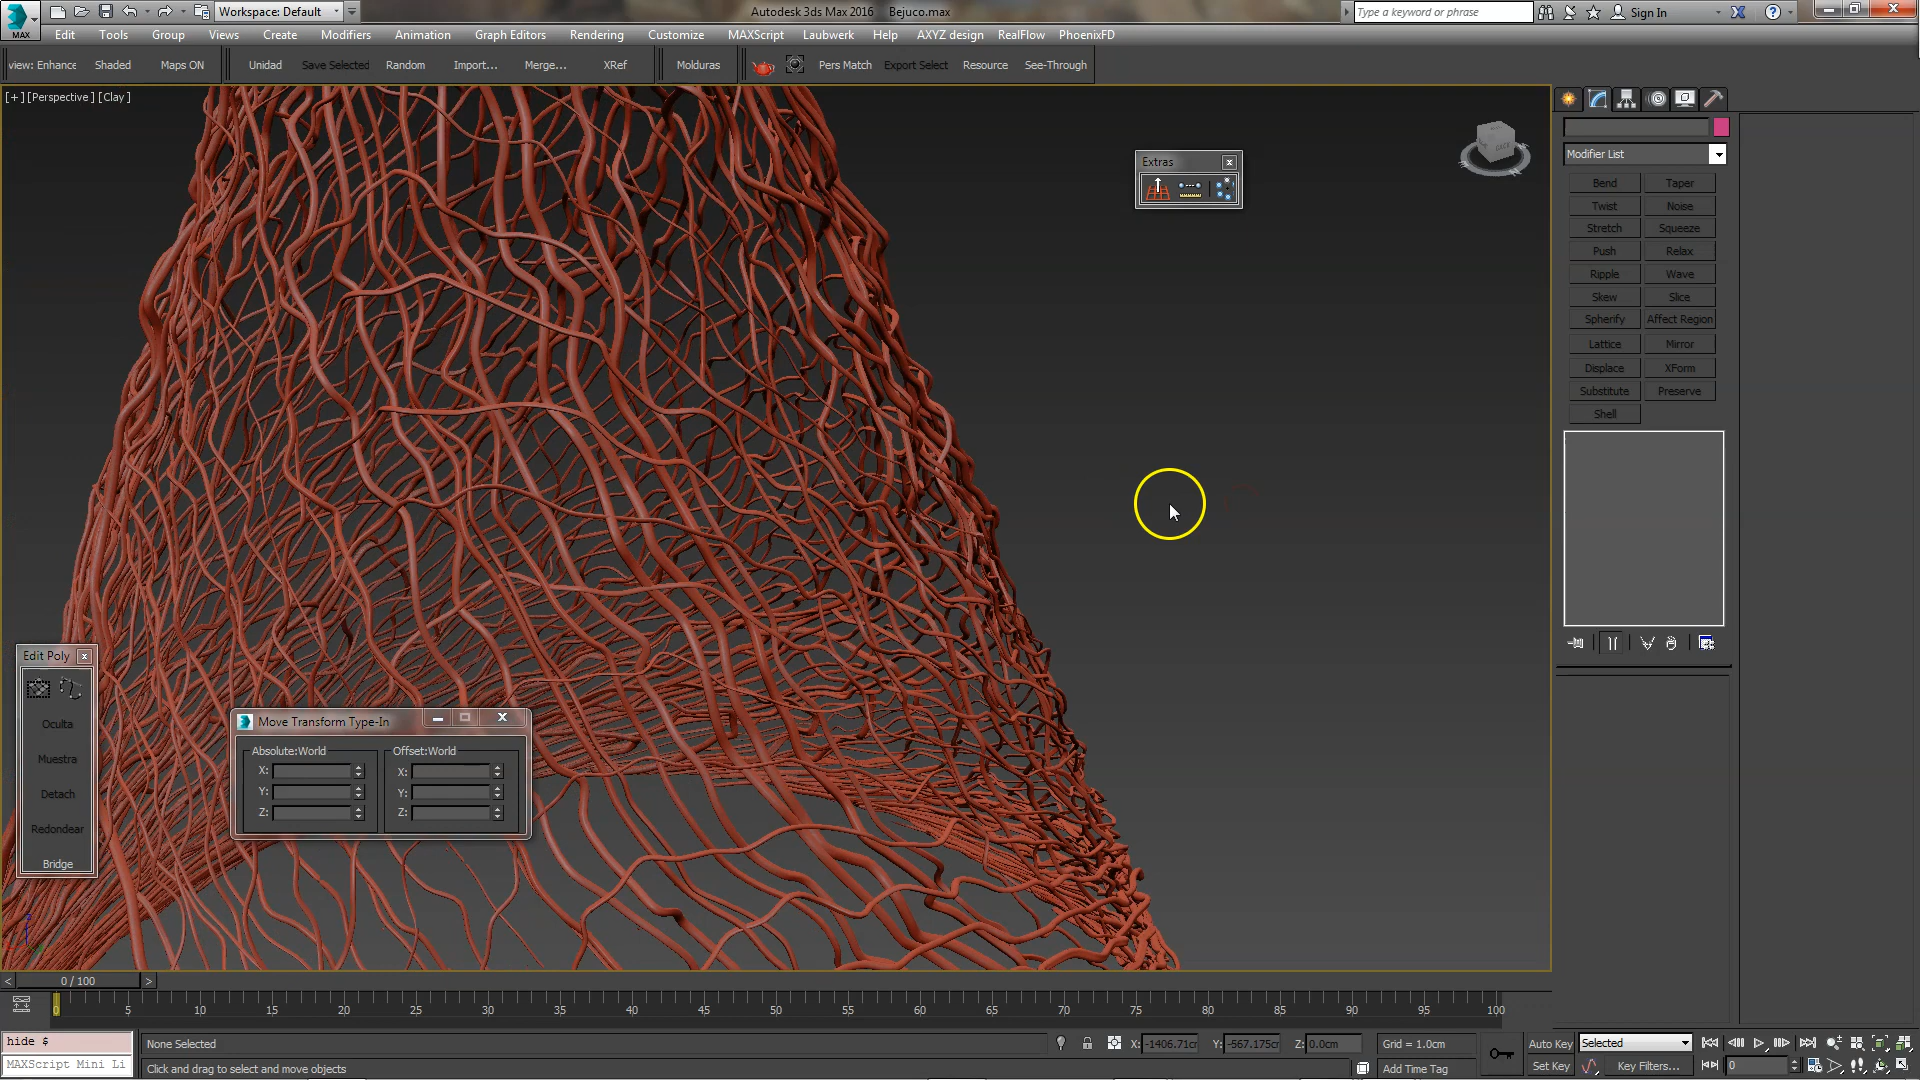 Workspace: Default
Autodesk 3ds Max 2016 Bejuco.max
Type a keyword or phrase
Sign In
MAX
Edit Tools Group Views Create Modifiers Animation Graph Editors Rendering Customize MAXScript Laubwerk Help AXYZ design RealFlow PhoenixFD
view: Enhance Shaded Maps ON Unidad Save Selected Random Import... Merge... XRef Molduras Pers Match Export Select Resource See-Through
[+] [Perspective ] [Clay ]
Extras
Modifier List
Bend Taper
Twist Noise
Stretch Squeeze
Push Relax
Ripple Wave
Skew Slice
Spherify Affect Region
Lattice Mirror
Displace XForm
Substitute Preserve
Shell
Edit Poly
Oculta
Muestra
Detach
Redondear
Bridge
Move Transform Type-In
Absolute:World Offset:World
X: X:
Y: Y:
Z: Z:
< 0 / 100 >
0 5 10 15 20 25 30 35 40 45 50 55 60 65 70 75 80 85 90 95 100
hide $
MAXScript Mini Li
None Selected
X: -1406.71cm Y: -567.175cm Z: 0.0cm Grid = 1.0cm Auto Key Selected
Click and drag to select and move objects
Add Time Tag Set Key Key Filters... 0